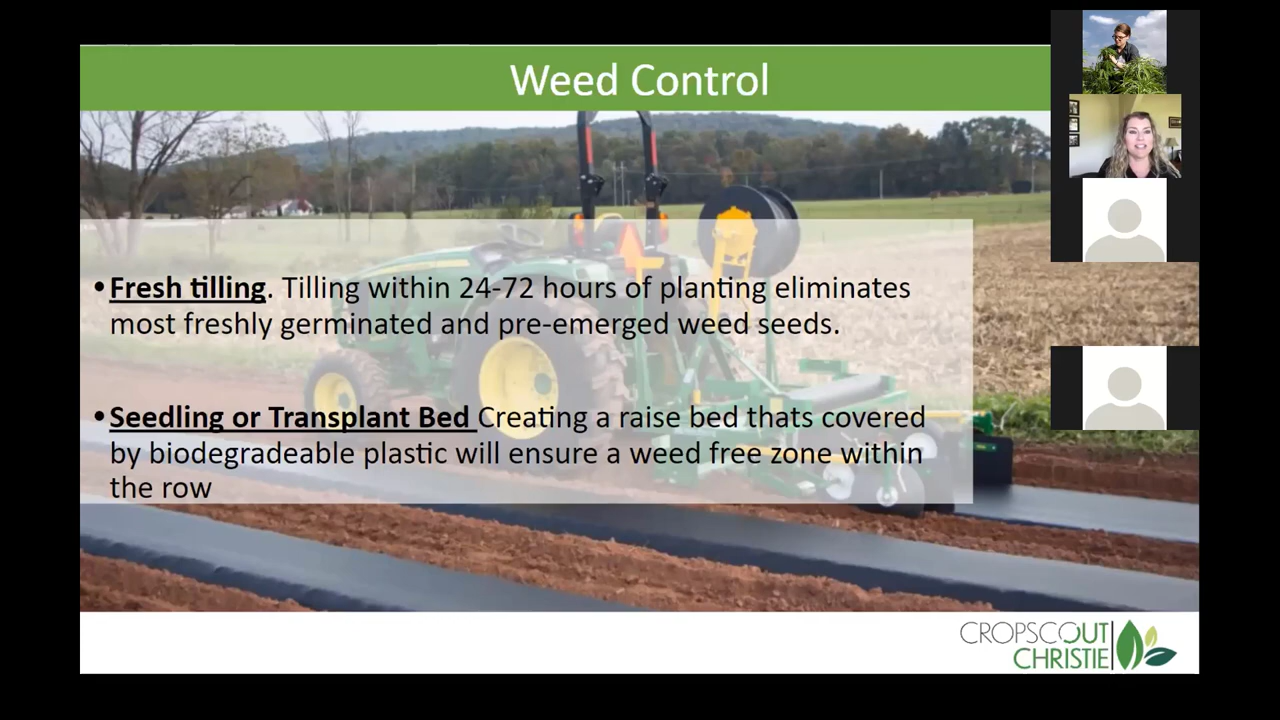 Weed Control
•Fresh tilling. Tilling within 24-72 hours of planting eliminates
most freshly germinated and pre-emerged weed seeds.
•Seedling or Transplant Bed Creating a raise bed thats covered
by biodegradeable plastic will ensure a weed free zone within
the row
CROPSCOUT
CHRISTIE